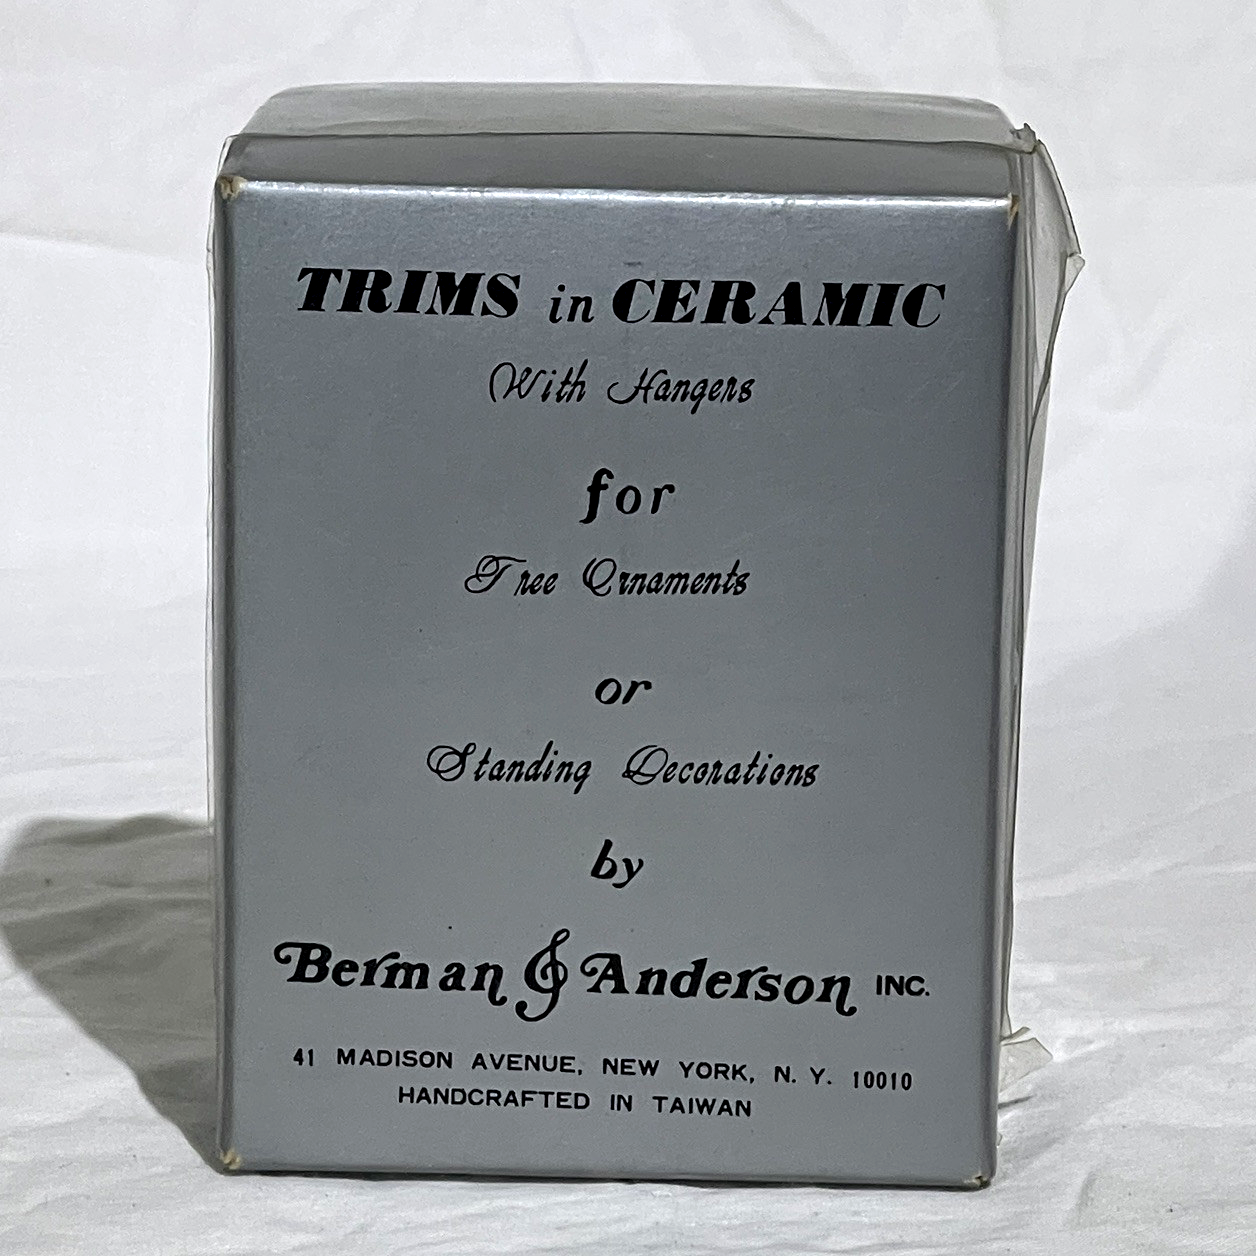 TRIMS in CERAMIC
With Hangers
for
Tree Ornaments
or
Standing Decorations
by
Berman & Anderson INC.
41 MADISON AVENUE, NEW YORK, N. Y. 10010
HANDCRAFTED IN TAIWAN